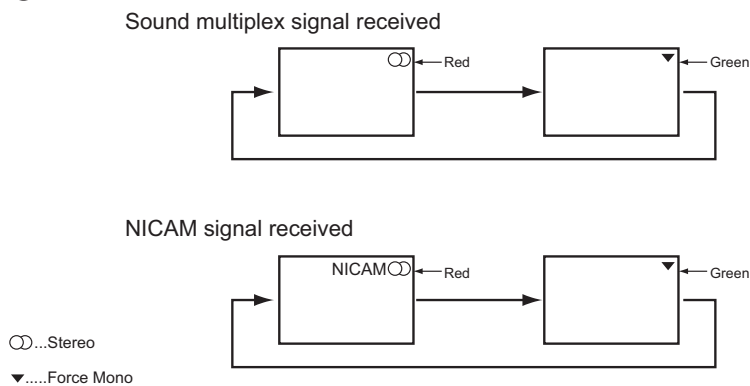 Sound multiplex signal received
Red
Green
NICAM signal received
NICAM
Red
Green
...Stereo
.....Force Mono